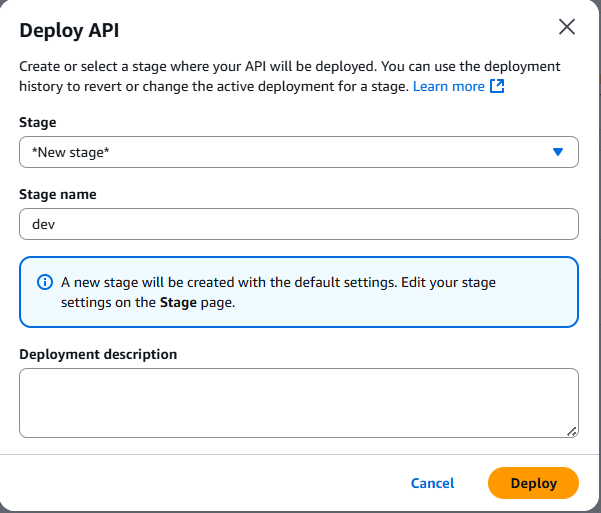 Deploy API
Create or select a stage where your API will be deployed. You can use the deployment
history to revert or change the active deployment for a stage. Learn more
Stage
*New stage*
Stage name
dev
A new stage will be created with the default settings. Edit your stage
settings on the Stage page.
Deployment description
Cancel
Deploy